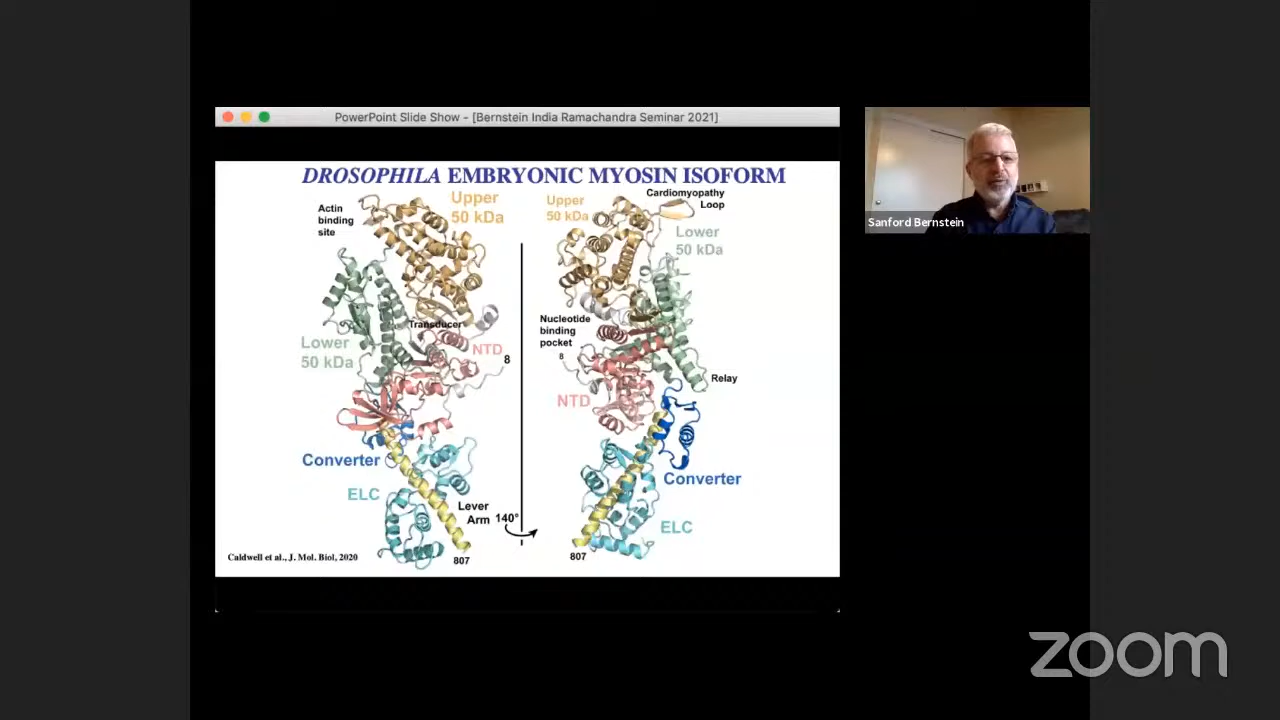 PowerPoint Slide Show - [Bernstein India Ramachandra Seminar 2021]
DROSOPHILA EMBRYONIC MYOSIN ISOFORM
Actin
binding
site
Upper
50 kDa
Lower
50 kDa
Transducer
NTD
8
Converter
ELC
Lever
Arm
807
140°
Upper
50 kDa
Cardiomyopathy
Loop
Lower
50 kDa
Nucleotide
binding
pocket
8
NTD
Relay
Converter
ELC
807
Caldwell et al., J. Mol. Biol, 2020
Sanford Bernstein
zoom